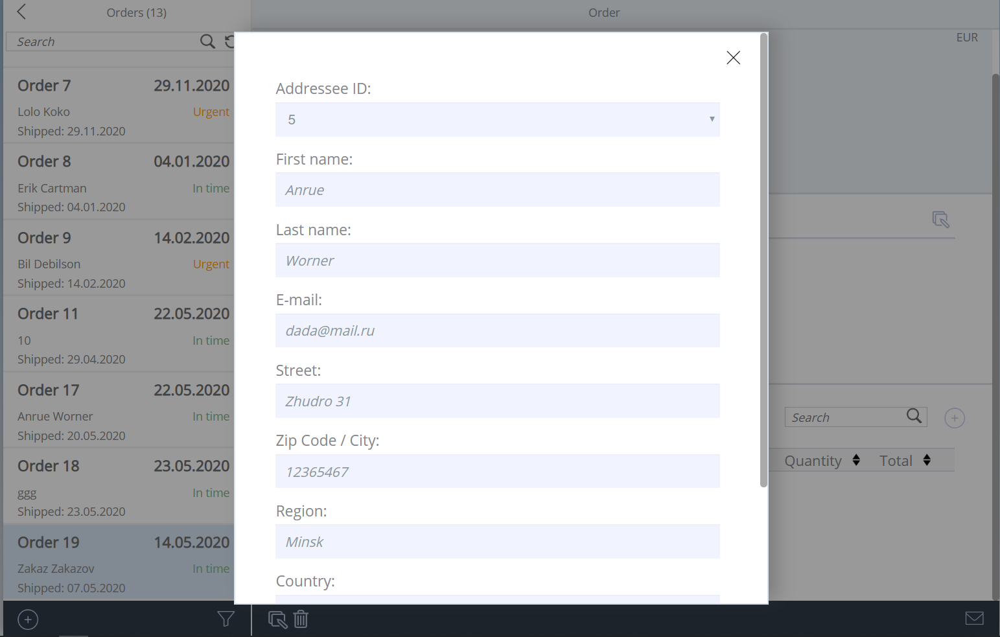 Orders (13)
Order
Search
EUR
Order 7 29.11.2020
Lolo Koko Urgent
Shipped: 29.11.2020
Order 8 04.01.2020
Erik Cartman In time
Shipped: 04.01.2020
Order 9 14.02.2020
Bil Debilson Urgent
Shipped: 14.02.2020
Order 11 22.05.2020
10 In time
Shipped: 29.04.2020
Order 17 22.05.2020
Anrue Worner In time
Shipped: 20.05.2020
Order 18 23.05.2020
ggg In time
Shipped: 23.05.2020
Order 19 14.05.2020
Zakaz Zakazov In time
Shipped: 07.05.2020
Addressee ID:
5
First name:
Anrue
Last name:
Worner
E-mail:
dada@mail.ru
Street:
Zhudro 31
Zip Code / City:
12365467
Region:
Minsk
Country:
Search
Quantity Total